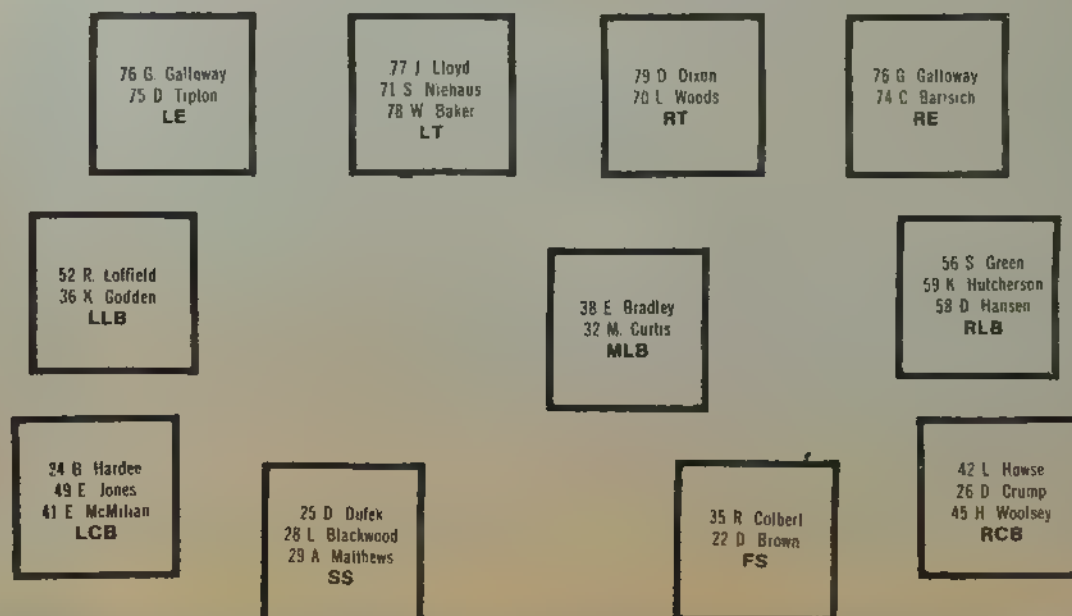 76 G. Galloway
75 D Tipton
LE
77 J Lloyd
71 S Niehaus
78 W Baker
LT
79 D Dixon
70 L Woods
RT
76 G Galloway
74 C Barisich
RE
52 R. Loffield
36 K Godden
LLB
38 E Bradley
32 M. Curtis
MLB
56 S Green
59 K Hutcherson
58 D Hansen
RLB
24 B Hardee
49 E Jones
41 E McMillan
LCB
25 D Dufek
28 L Blackwood
29 A Matthews
SS
35 R Colbert
22 D Brown
FS
42 L Howse
26 D Crump
45 H Woolsey
RCB